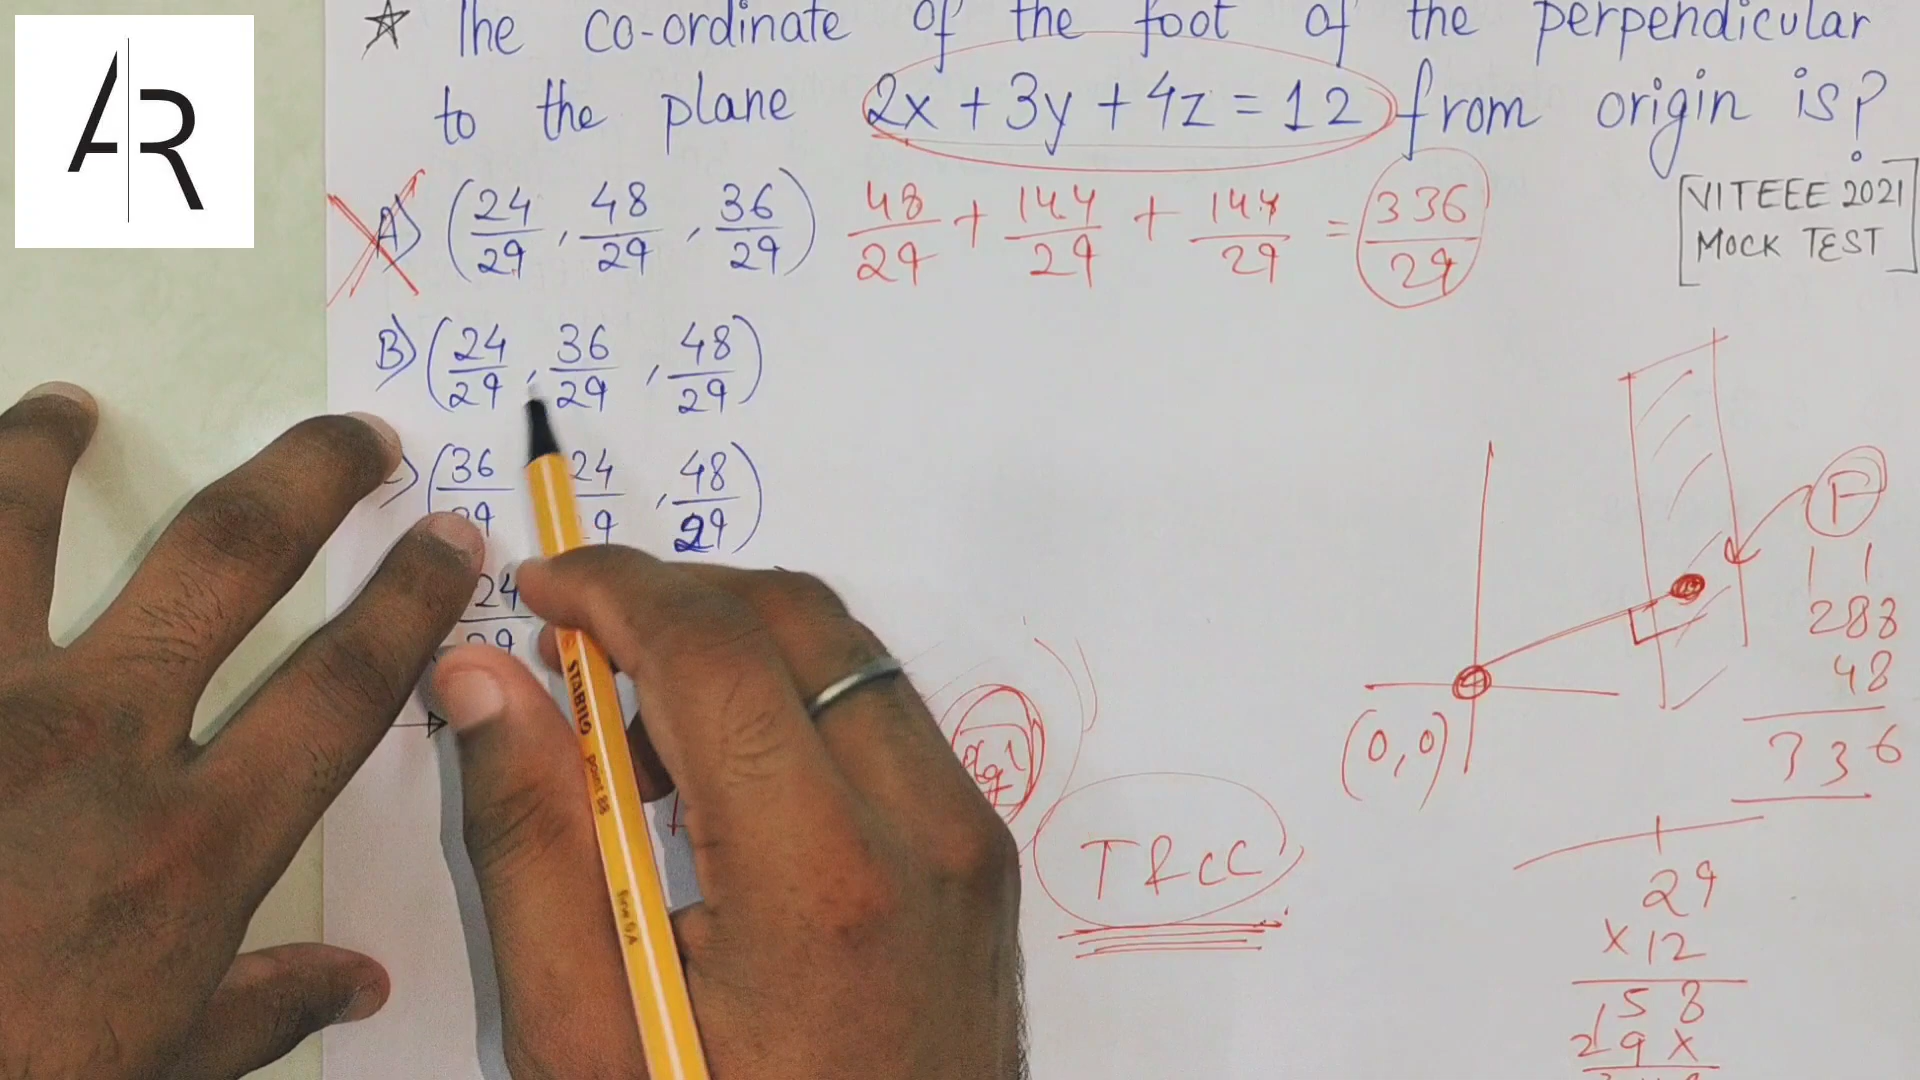 AR
The co-ordinate of the foot of the perpendicular
to the plane 2x + 3y + 4z = 12 from origin is?
[VITEEE 2021
MOCK TEST]
A) (24/29, 48/29, 36/29) 48/29 + 144/29 + 144/29 = 336/29
B) (24/29, 36/29, 48/29)
(36/29, 24/29, 48/29)
24
29
P
288
48
336
(0,0)
TRCC
29
× 12
58
29×
STABILO
point 88